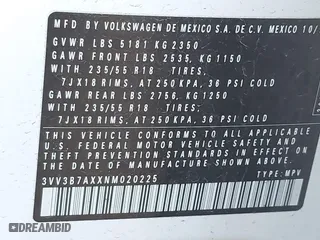 MFD BY VOLKSWAGEN DE MEXICO S.A. DE C.V. MEXICO 10/
GVWR LBS 5181 KG 2350
GAWR FRONT LBS 2535, KG 1150
WITH 235/55 R18 TIRES,
7JX18 RIMS, AT 250 KPA, 36 PSI COLD
GAWR REAR LBS 2756, KG1250
WITH 235/55 R18 TIRES,
7JX18 RIMS, AT 250 KPA, 36 PSI COLD
THIS VEHICLE CONFORMS TO ALL APPLICABLE
U.S. FEDERAL MOTOR VEHICLE SAFETY AND
THEFT PREVENTION STANDARDS IN EFFECT ON
THE DATE OF MANUFACTURE SHOWN ABOVE.
3VV3B7AXXNM020225 TYPE: MPV
© DRIVEAUTHORITY